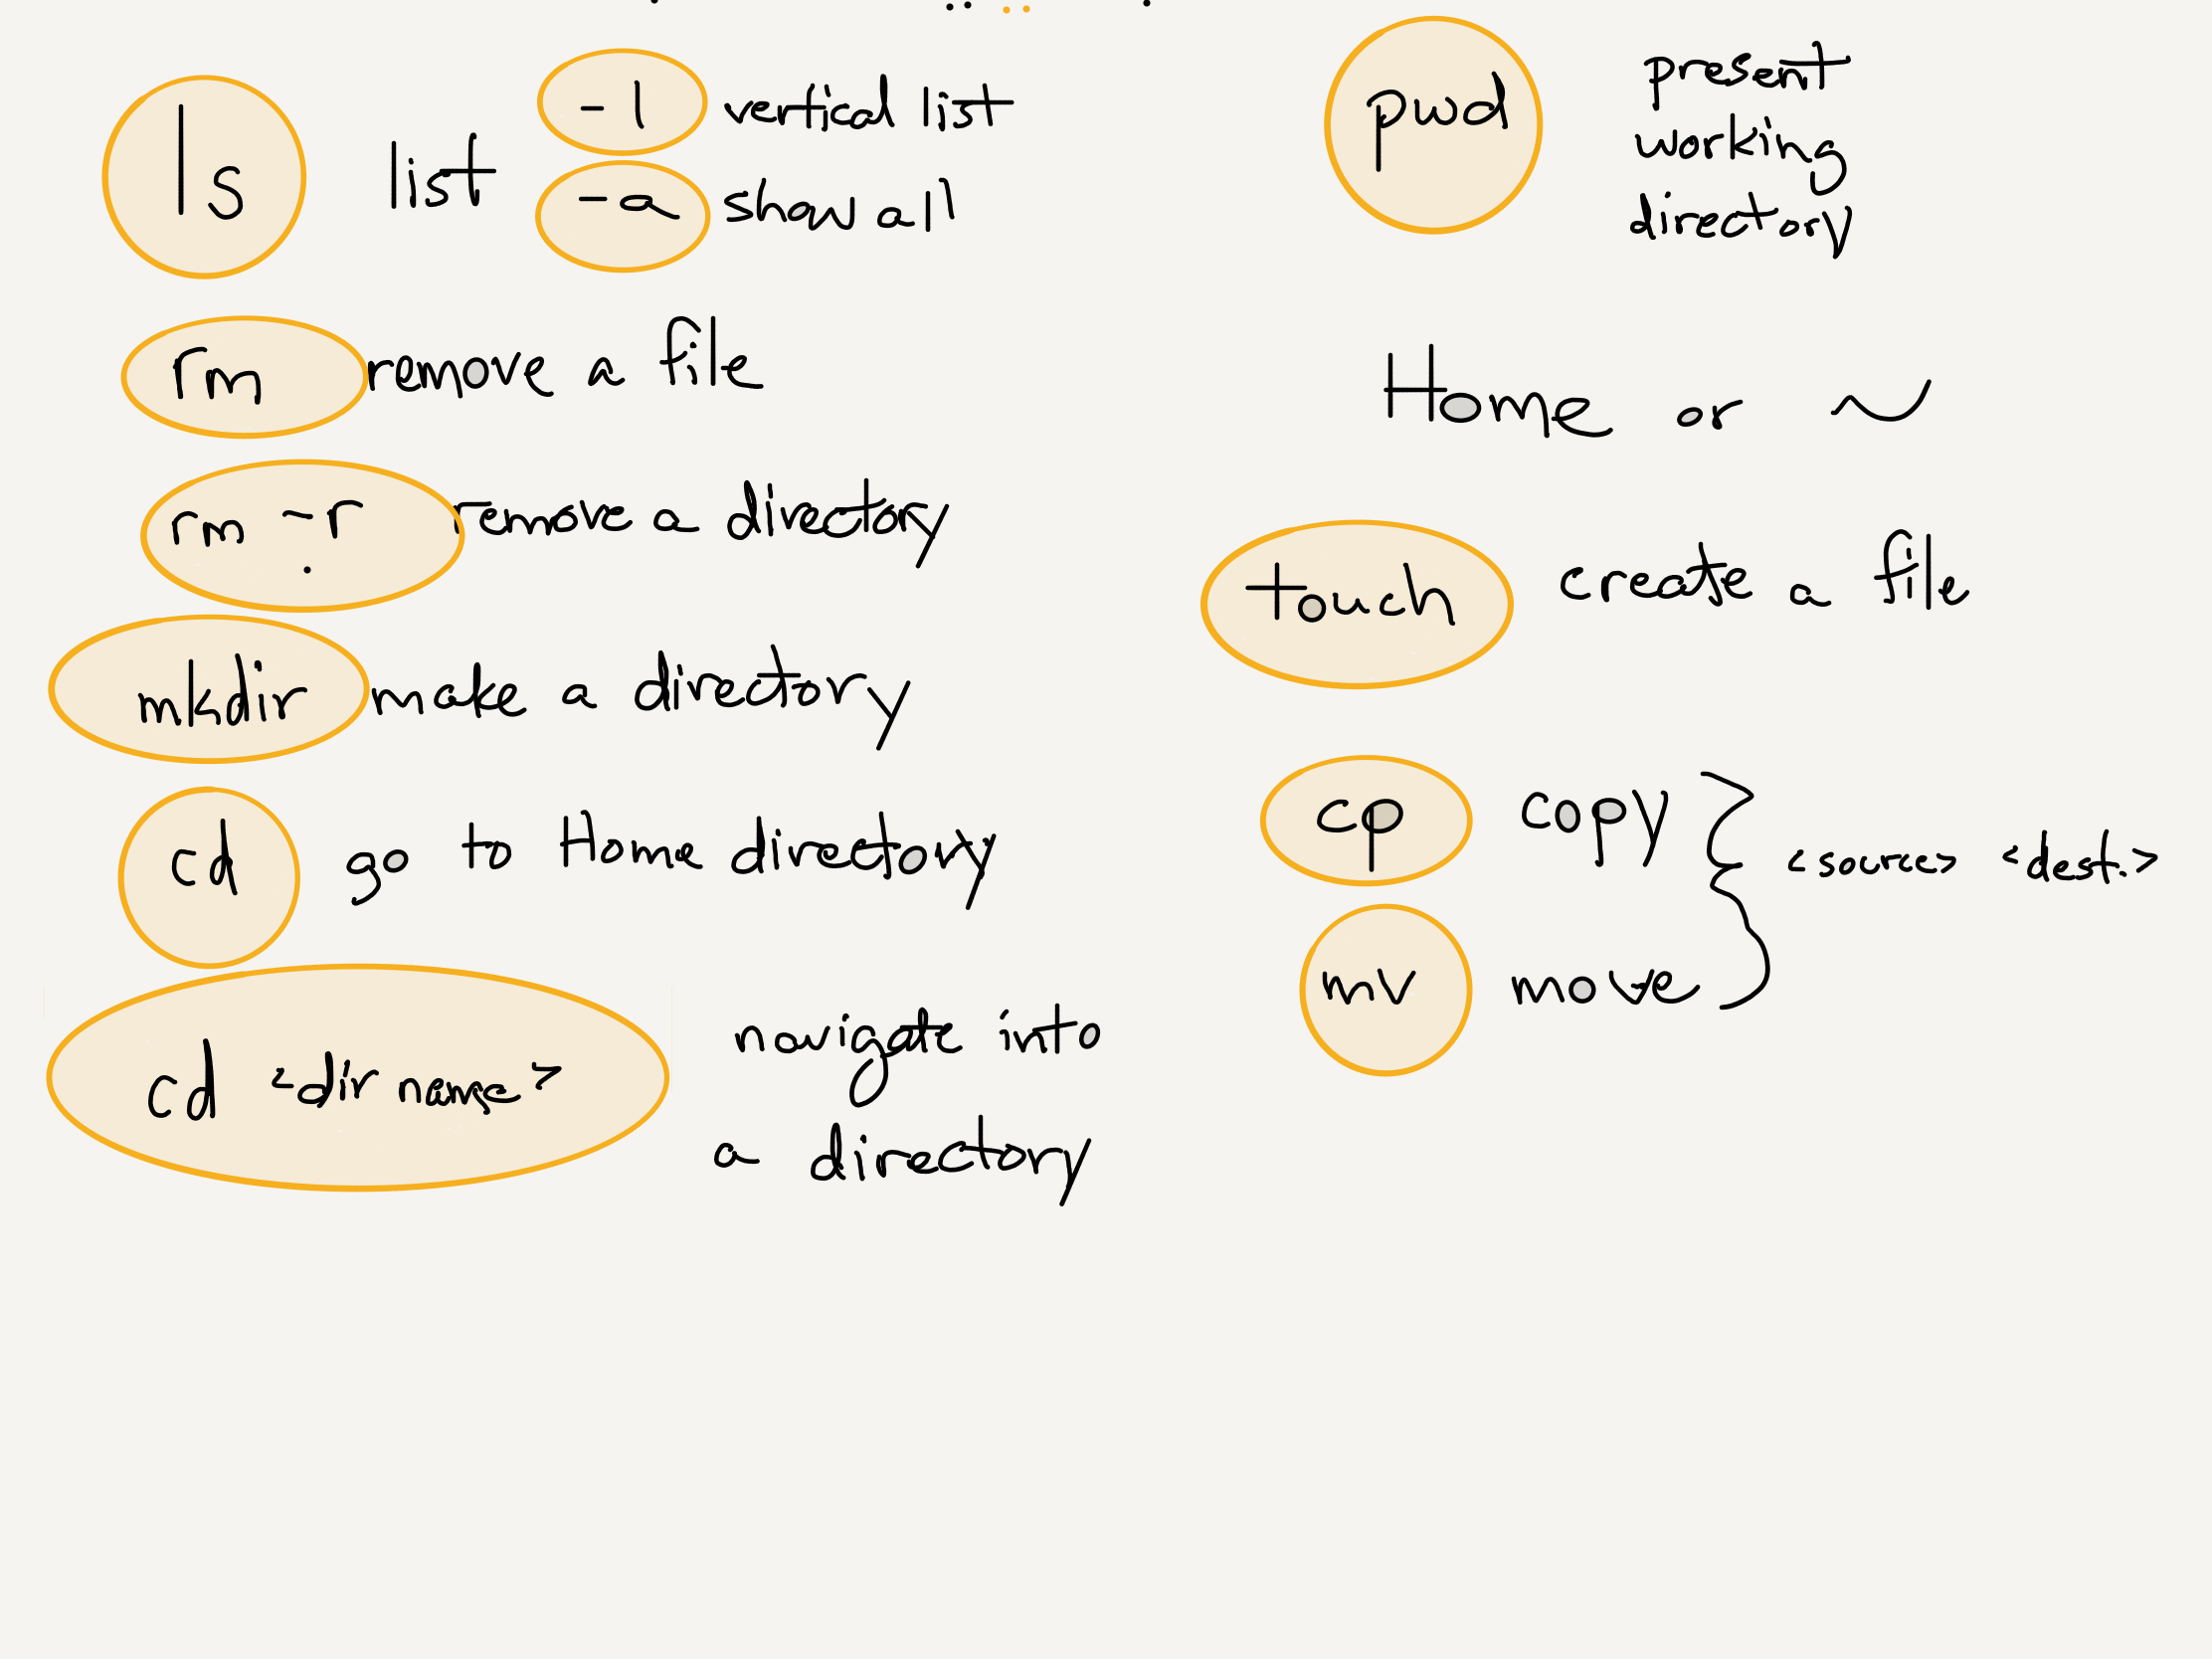 ls list -l vertical list
-a show all
rm remove a file
rm -r remove a directory
mkdir make a directory
cd go to Home directory
cd <dir name> navigate into
a directory
pwd present
working
directory
Home or ~
touch create a file
cp copy
<source> <dest.>
mv move